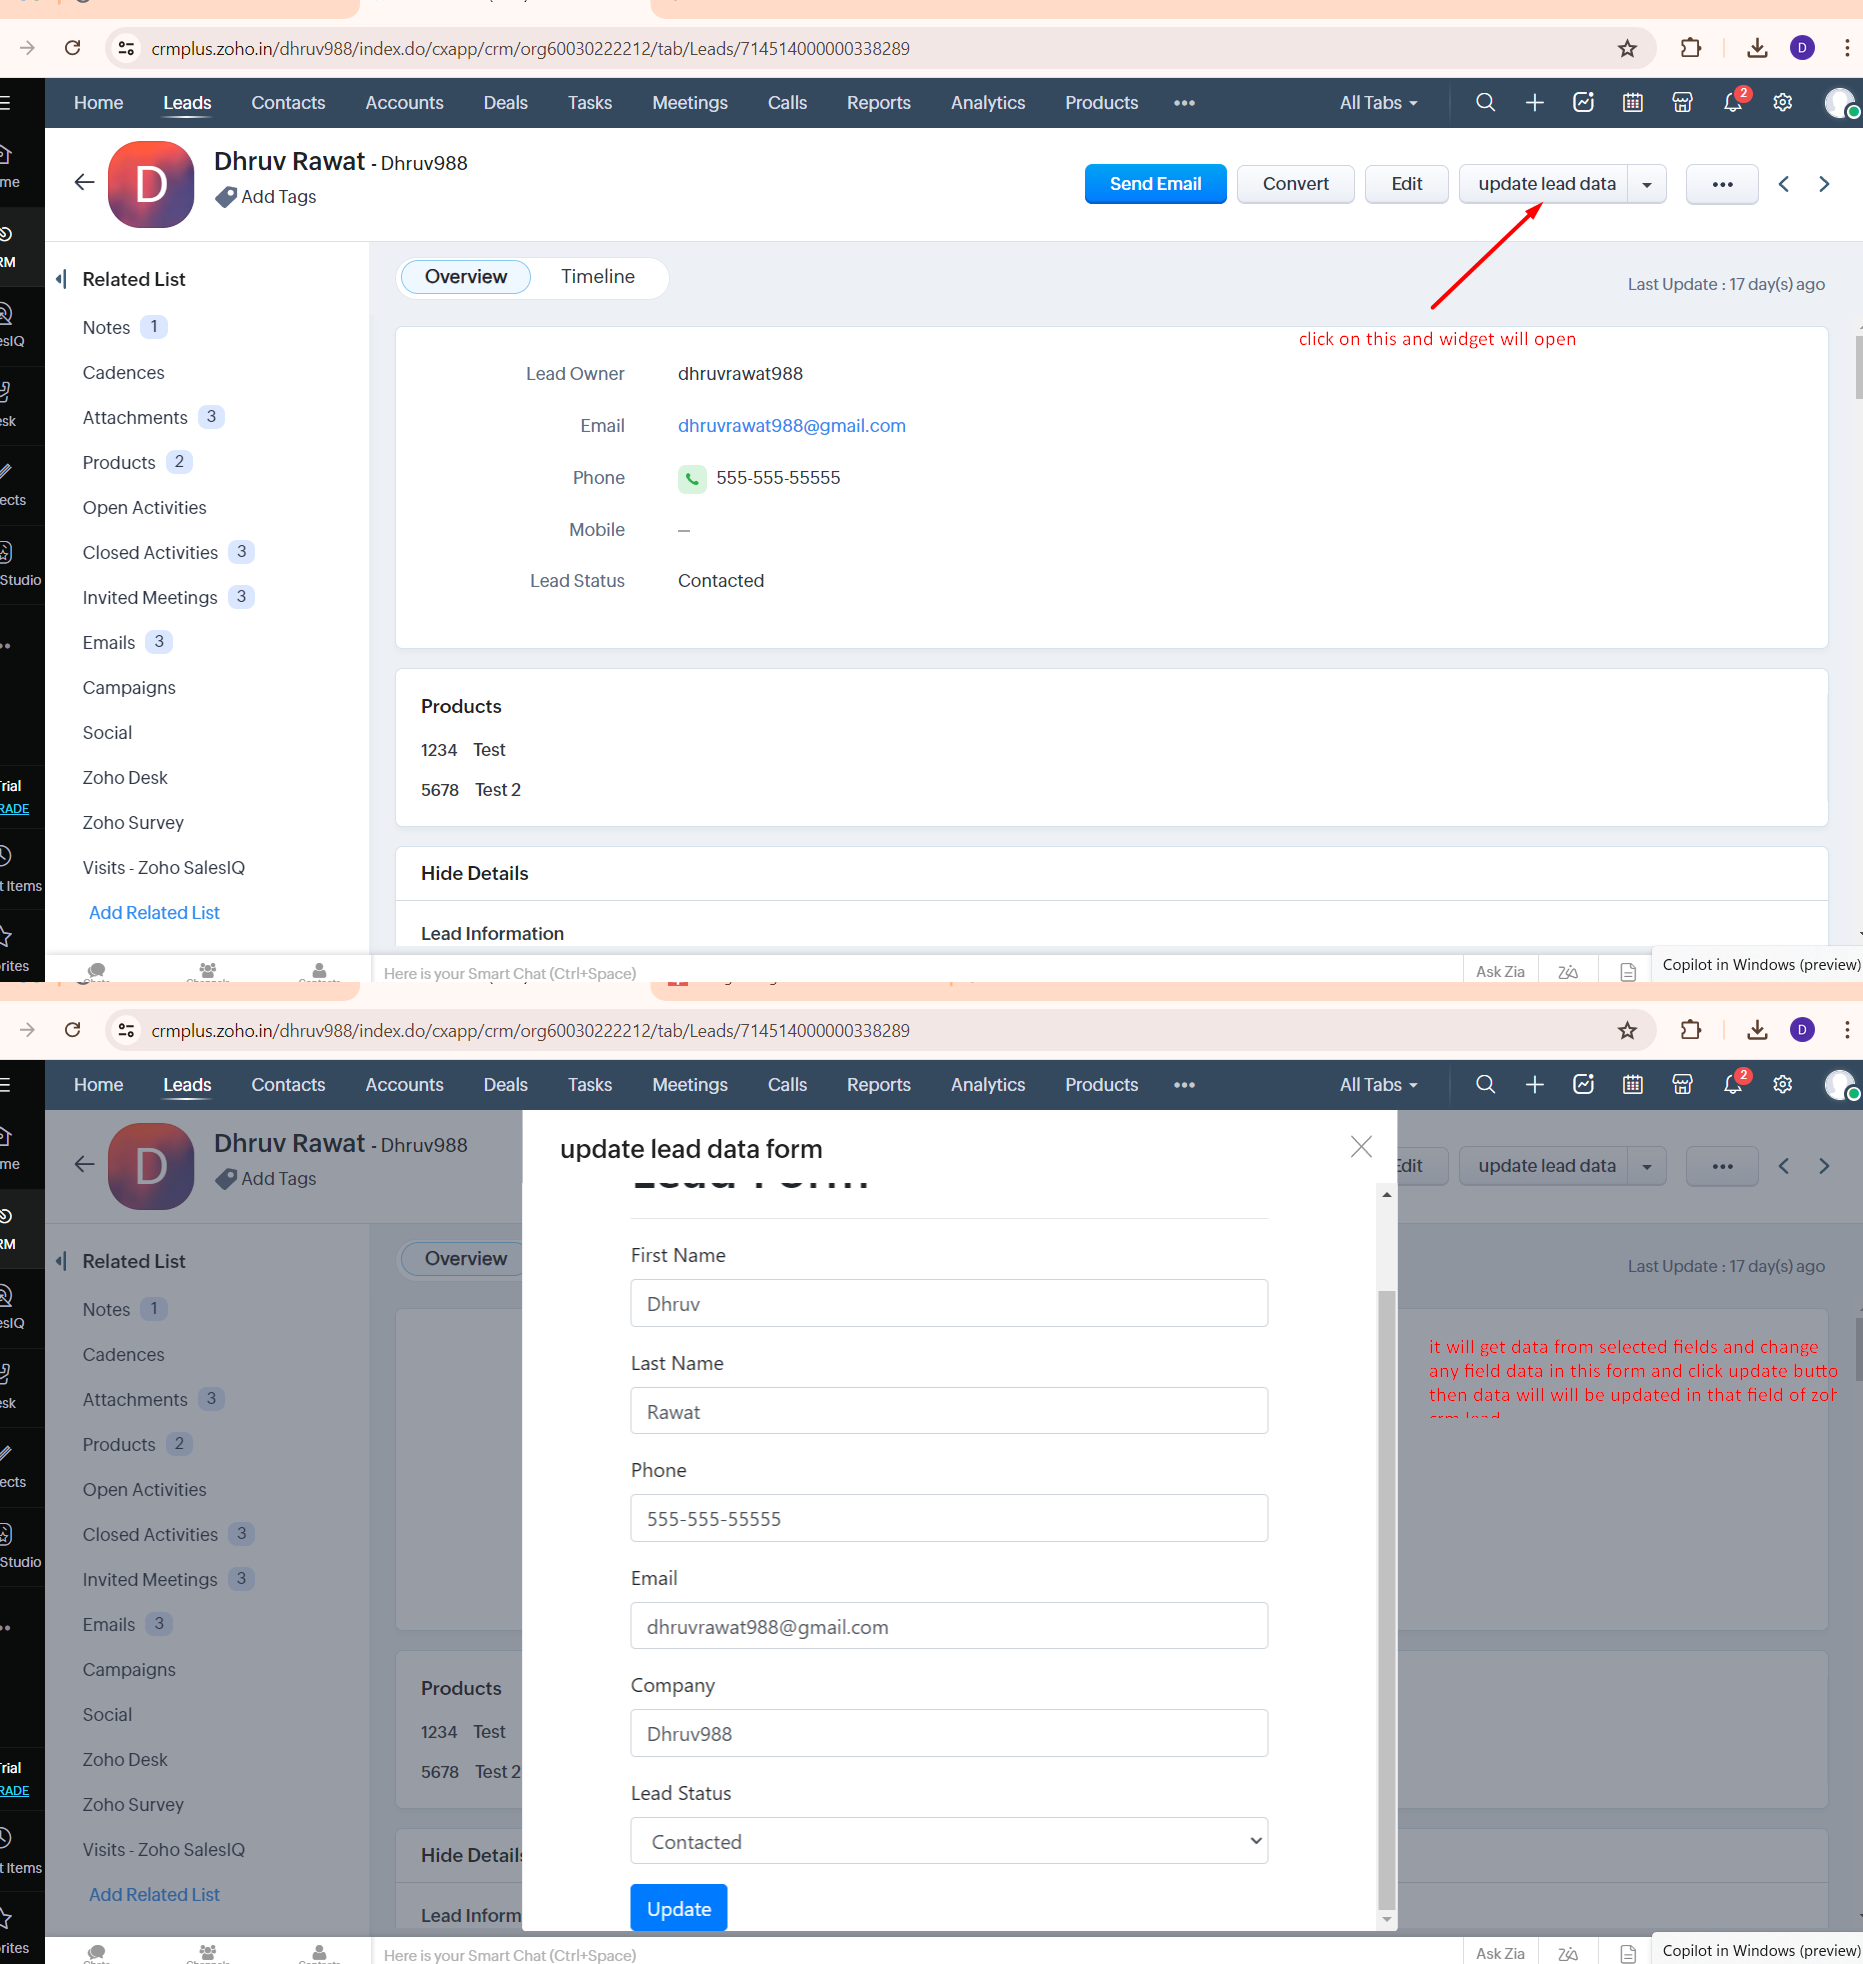 crmplus.zoho.in/dhruv988/index.do/cxapp/crm/org60030222212/tab/Leads/714514000000338289
D
Home Leads Contacts Accounts Deals Tasks Meetings Calls Reports Analytics Products ••• All Tabs 2
D
Dhruv Rawat - Dhruv988
Add Tags
Send Email Convert Edit update lead data •••
me
RM
esIQ
esk
ects
Studio
rial
RADE
t Items
rites
Related List
Notes 1
Cadences
Attachments 3
Products 2
Open Activities
Closed Activities 3
Invited Meetings 3
Emails 3
Campaigns
Social
Zoho Desk
Zoho Survey
Visits - Zoho SalesIQ
Add Related List
Overview Timeline
Last Update : 17 day(s) ago
click on this and widget will open
Lead Owner dhruvrawat988
Email dhruvrawat988@gmail.com
Phone 555-555-55555
Mobile —
Lead Status Contacted
Products
1234 Test
5678 Test 2
Hide Details
Lead Information
Here is your Smart Chat (Ctrl+Space)
Ask Zia
Copilot in Windows (preview)
crmplus.zoho.in/dhruv988/index.do/cxapp/crm/org60030222212/tab/Leads/714514000000338289
D
Home Leads Contacts Accounts Deals Tasks Meetings Calls Reports Analytics Products ••• All Tabs 2
D
Dhruv Rawat - Dhruv988
Add Tags
Edit update lead data •••
me
RM
esIQ
esk
ects
Studio
rial
RADE
t Items
rites
Related List
Notes 1
Cadences
Attachments 3
Products 2
Open Activities
Closed Activities 3
Invited Meetings 3
Emails 3
Campaigns
Social
Zoho Desk
Zoho Survey
Visits - Zoho SalesIQ
Add Related List
Overview
Last Update : 17 day(s) ago
Products
1234 Test
5678 Test 2
Hide Details
Lead Inform
update lead data form
Lead Form
First Name
Dhruv
Last Name
Rawat
Phone
555-555-55555
Email
dhruvrawat988@gmail.com
Company
Dhruv988
Lead Status
Contacted
Update
it will get data from selected fields and change
any field data in this form and click update butto
then data will will be updated in that field of zoh
crm lead
Here is your Smart Chat (Ctrl+Space)
Ask Zia
Copilot in Windows (preview)